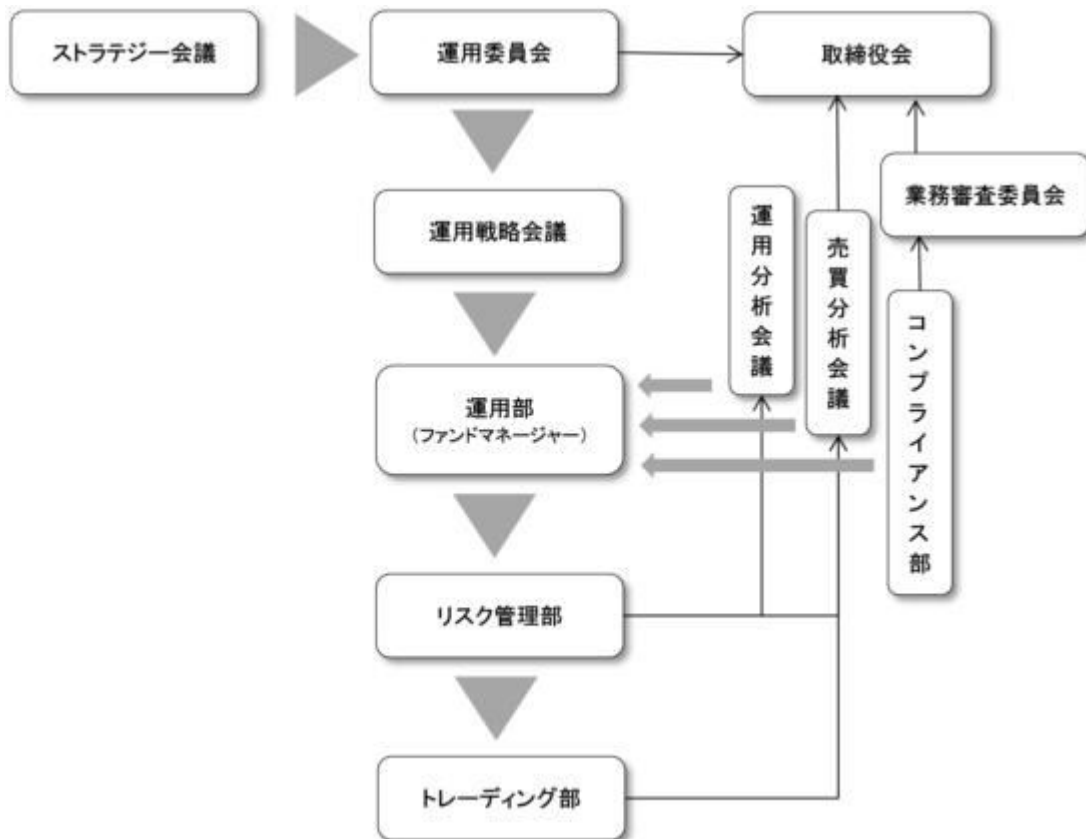 ストラテジー会議
運用委員会
取締役会
業務審査委員会
運用戦略会議
運用分析会議
売買分析会議
コンプライアンス部
運用部
(ファンドマネージャー)
リスク管理部
トレーディング部